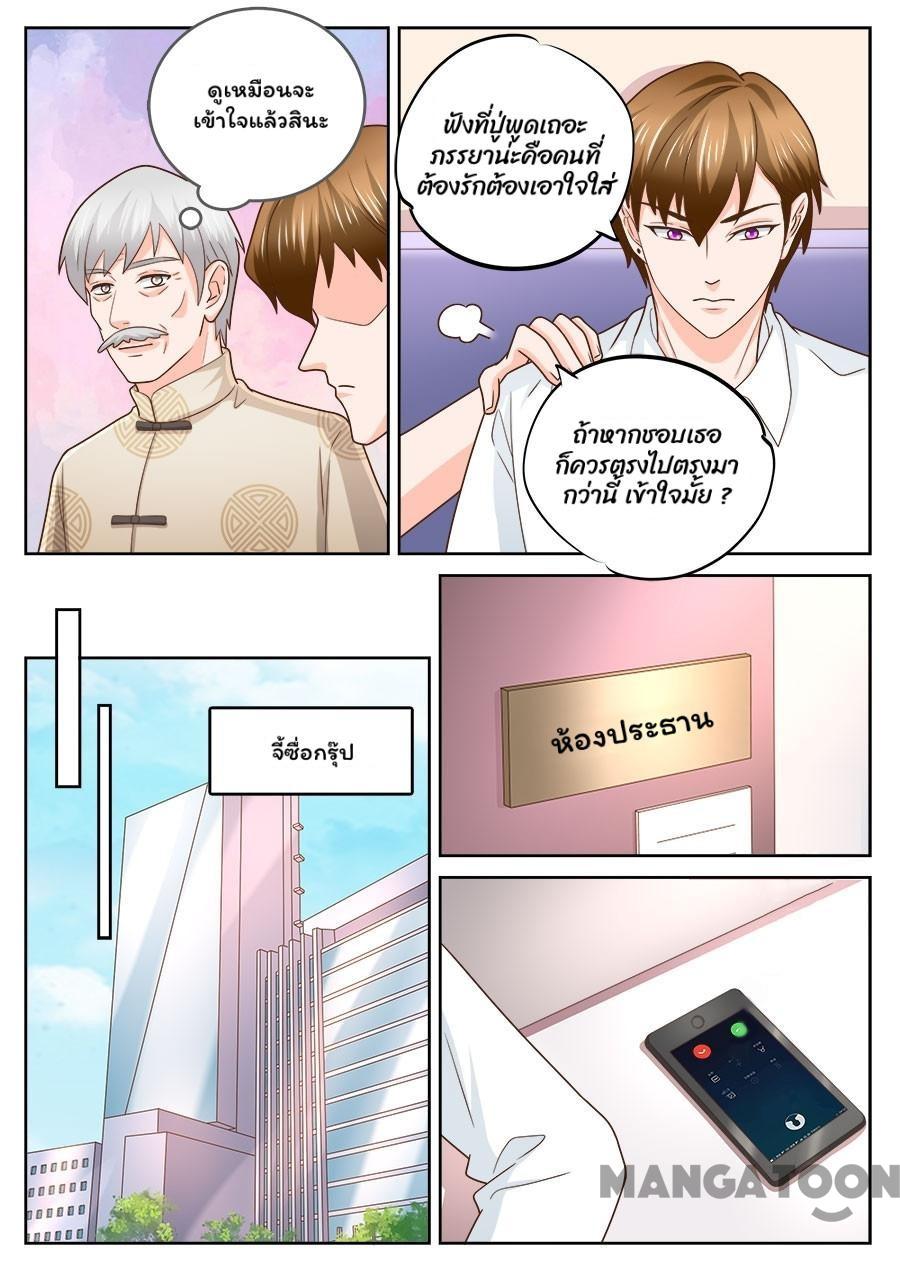 ดูเหมือนจะ
เข้าใจแล้วสินะ
ฟังที่ปู่พูดเถอะ
ภรรยาน่ะคือคนที่
ต้องรักต้องเอาใจใส่
ถ้าหากชอบเธอ
ก็ควรตรงไปตรงมา
กว่านี้ เข้าใจมั้ย ?
จี้ซื่อกรุ๊ป
ห้องประธาน
MANGATOON